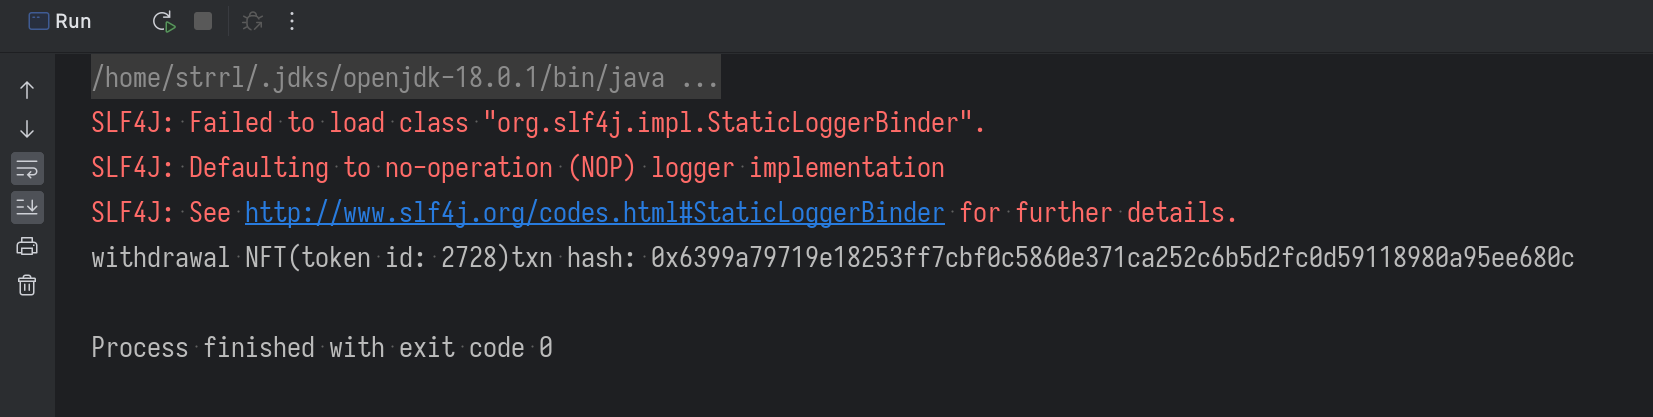 Run
/home/strrl/.jdks/openjdk-18.0.1/bin/java ...
SLF4J: Failed to load class "org.slf4j.impl.StaticLoggerBinder".
SLF4J: Defaulting to no-operation (NOP) logger implementation
SLF4J: See http://www.slf4j.org/codes.html#StaticLoggerBinder for further details.
withdrawal NFT(token id: 2728)txn hash: 0x6399a79719e18253ff7cbf0c5860e371ca252c6b5d2fc0d59118980a95ee680c
Process finished with exit code 0